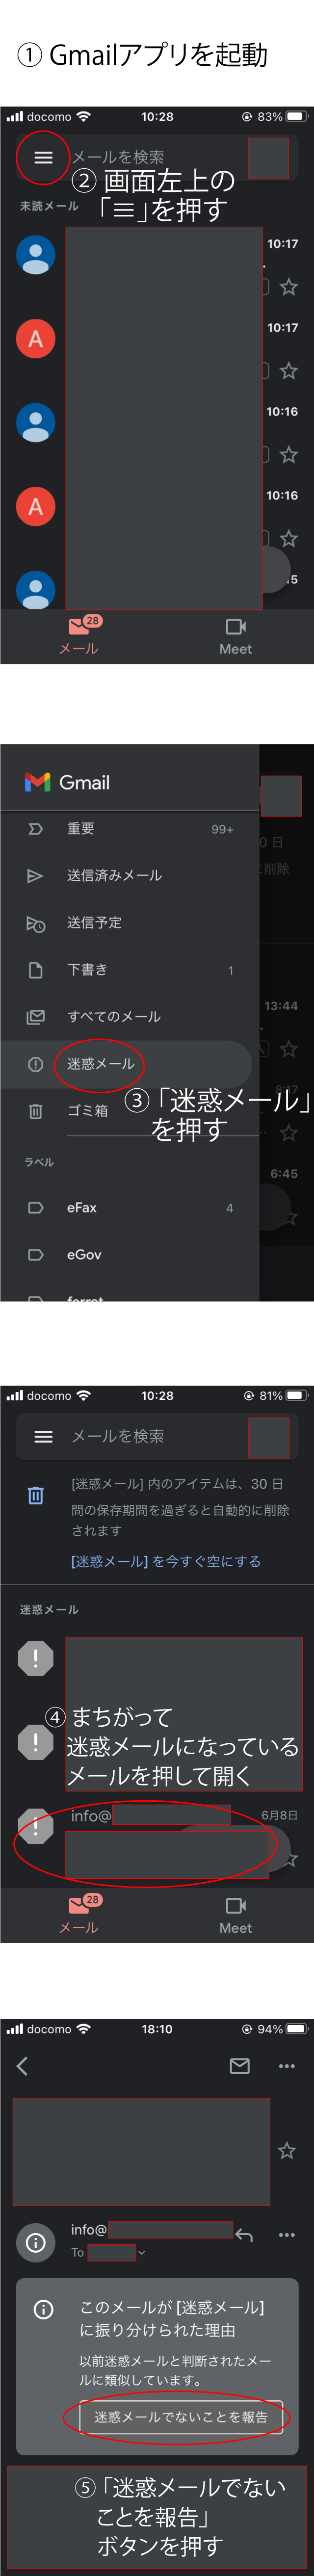 ① Gmailアプリを起動
docomo 10:28 83%
メールを検索
② 画面左上の
「≡」を押す
未読メール
10:17
A
10:17
10:16
A
10:16
28
メール
Meet
Gmail
重要 99+
送信済みメール
送信予定
下書き 1
すべてのメール
13:44
迷惑メール
③「迷惑メール」
を押す
8:17
ゴミ箱
ラベル
6:45
eFax 4
eGov
docomo 10:28 81%
メールを検索
[迷惑メール] 内のアイテムは、30 日
間の保存期間を過ぎると自動的に削除
されます
[迷惑メール] を今すぐ空にする
迷惑メール
④ まちがって
迷惑メールになっている
メールを押して開く
info@ 6月8日
28
メール
Meet
docomo 18:10 94%
info@
To
このメールが [迷惑メール]
に振り分けられた理由
以前迷惑メールと判断されたメー
ルに類似しています。
迷惑メールでないことを報告
⑤「迷惑メールでない
ことを報告」
ボタンを押す